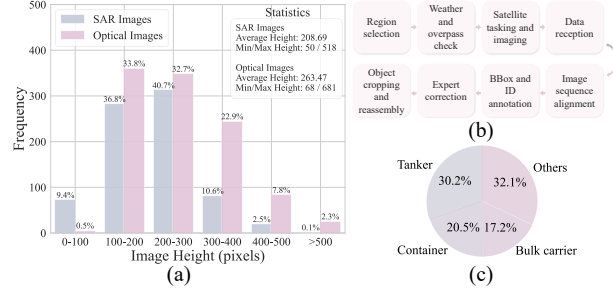 Statistics
SAR Images
Optical Images
SAR Images
Average Height: 208.69
Min/Max Height: 50 / 518
Optical Images
Average Height: 263.47
Min/Max Height: 68 / 681
Frequency
500
400
300
200
100
0
9.4%
0.5%
36.8%
33.8%
40.7%
32.7%
10.6%
22.9%
2.5%
7.8%
0.1%
2.3%
0-100
100-200
200-300
300-400
400-500
>500
Image Height (pixels)
(a)
Region
selection
Weather
and
overpass
check
Satellite
tasking and
imaging
Data
reception
Object
cropping
and
reassembly
Expert
correction
BBox and
ID
annotation
Image
sequence
alignment
(b)
Tanker
30.2%
Others
32.1%
Container
20.5%
17.2%
Bulk carrier
(c)